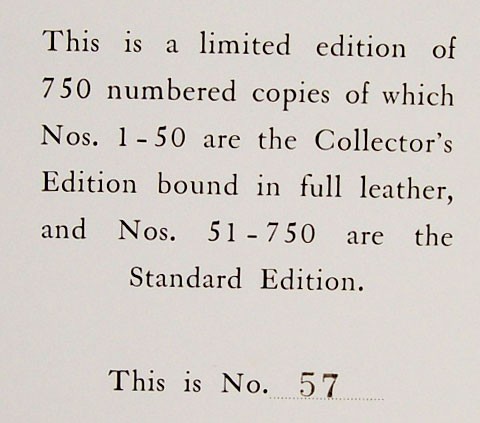 This is a limited edition of
750 numbered copies of which
Nos. 1-50 are the Collector's
Edition bound in full leather,
and Nos. 51-750 are the
Standard Edition.
This is No. 57